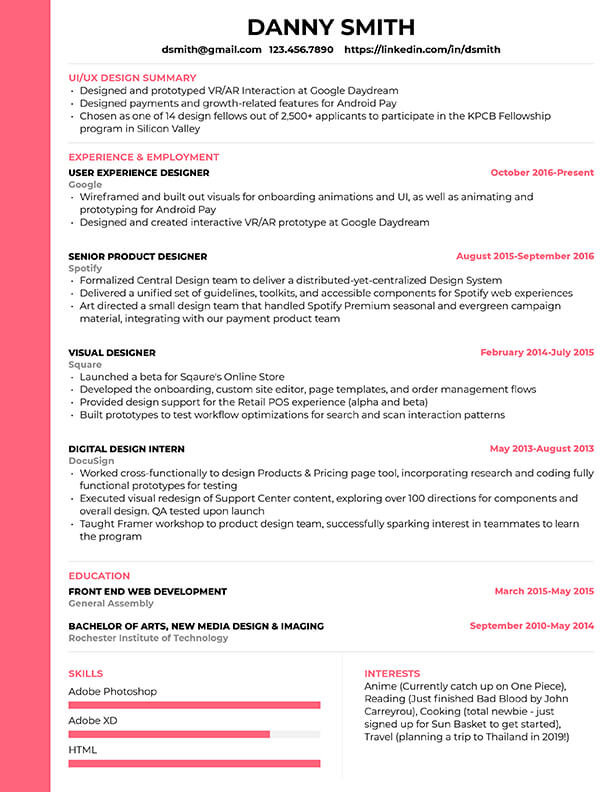 DANNY SMITH
dsmith@gmail.com 123.456.7890 https://linkedin.com/in/dsmith
UI/UX DESIGN SUMMARY
• Designed and prototyped VR/AR Interaction at Google Daydream
• Designed payments and growth-related features for Android Pay
• Chosen as one of 14 design fellows out of 2,500+ applicants to participate in the KPCB Fellowship
program in Silicon Valley
EXPERIENCE & EMPLOYMENT
USER EXPERIENCE DESIGNER October 2016-Present
Google
• Wireframed and built out visuals for onboarding animations and UI, as well as animating and
prototyping for Android Pay
• Designed and created interactive VR/AR prototype at Google Daydream
SENIOR PRODUCT DESIGNER August 2015-September 2016
Spotify
• Formalized Central Design team to deliver a distributed-yet-centralized Design System
• Delivered a unified set of guidelines, toolkits, and accessible components for Spotify web experiences
• Art directed a small design team that handled Spotify Premium seasonal and evergreen campaign
material, integrating with our payment product team
VISUAL DESIGNER February 2014-July 2015
Square
• Launched a beta for Sqaure's Online Store
• Developed the onboarding, custom site editor, page templates, and order management flows
• Provided design support for the Retail POS experience (alpha and beta)
• Built prototypes to test workflow optimizations for search and scan interaction patterns
DIGITAL DESIGN INTERN May 2013-August 2013
DocuSign
• Worked cross-functionally to design Products & Pricing page tool, incorporating research and coding fully
functional prototypes for testing
• Executed visual redesign of Support Center content, exploring over 100 directions for components and
overall design. QA tested upon launch
• Taught Framer workshop to product design team, successfully sparking interest in teammates to learn
the program
EDUCATION
FRONT END WEB DEVELOPMENT March 2015-May 2015
General Assembly
BACHELOR OF ARTS, NEW MEDIA DESIGN & IMAGING September 2010-May 2014
Rochester Institute of Technology
SKILLS
Adobe Photoshop
Adobe XD
HTML
INTERESTS
Anime (Currently catch up on One Piece),
Reading (Just finished Bad Blood by John
Carreyrou), Cooking (total newbie - just
signed up for Sun Basket to get started),
Travel (planning a trip to Thailand in 2019!)